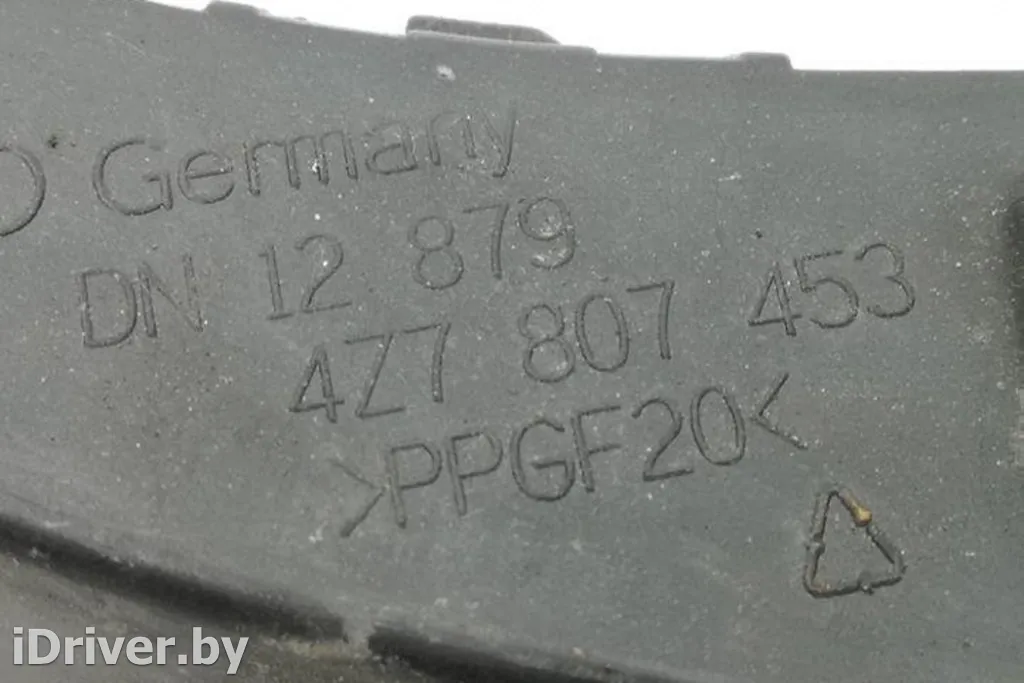 Germany
DN 12 879
4Z7 807 453
>PPGF20<
iDriver.by